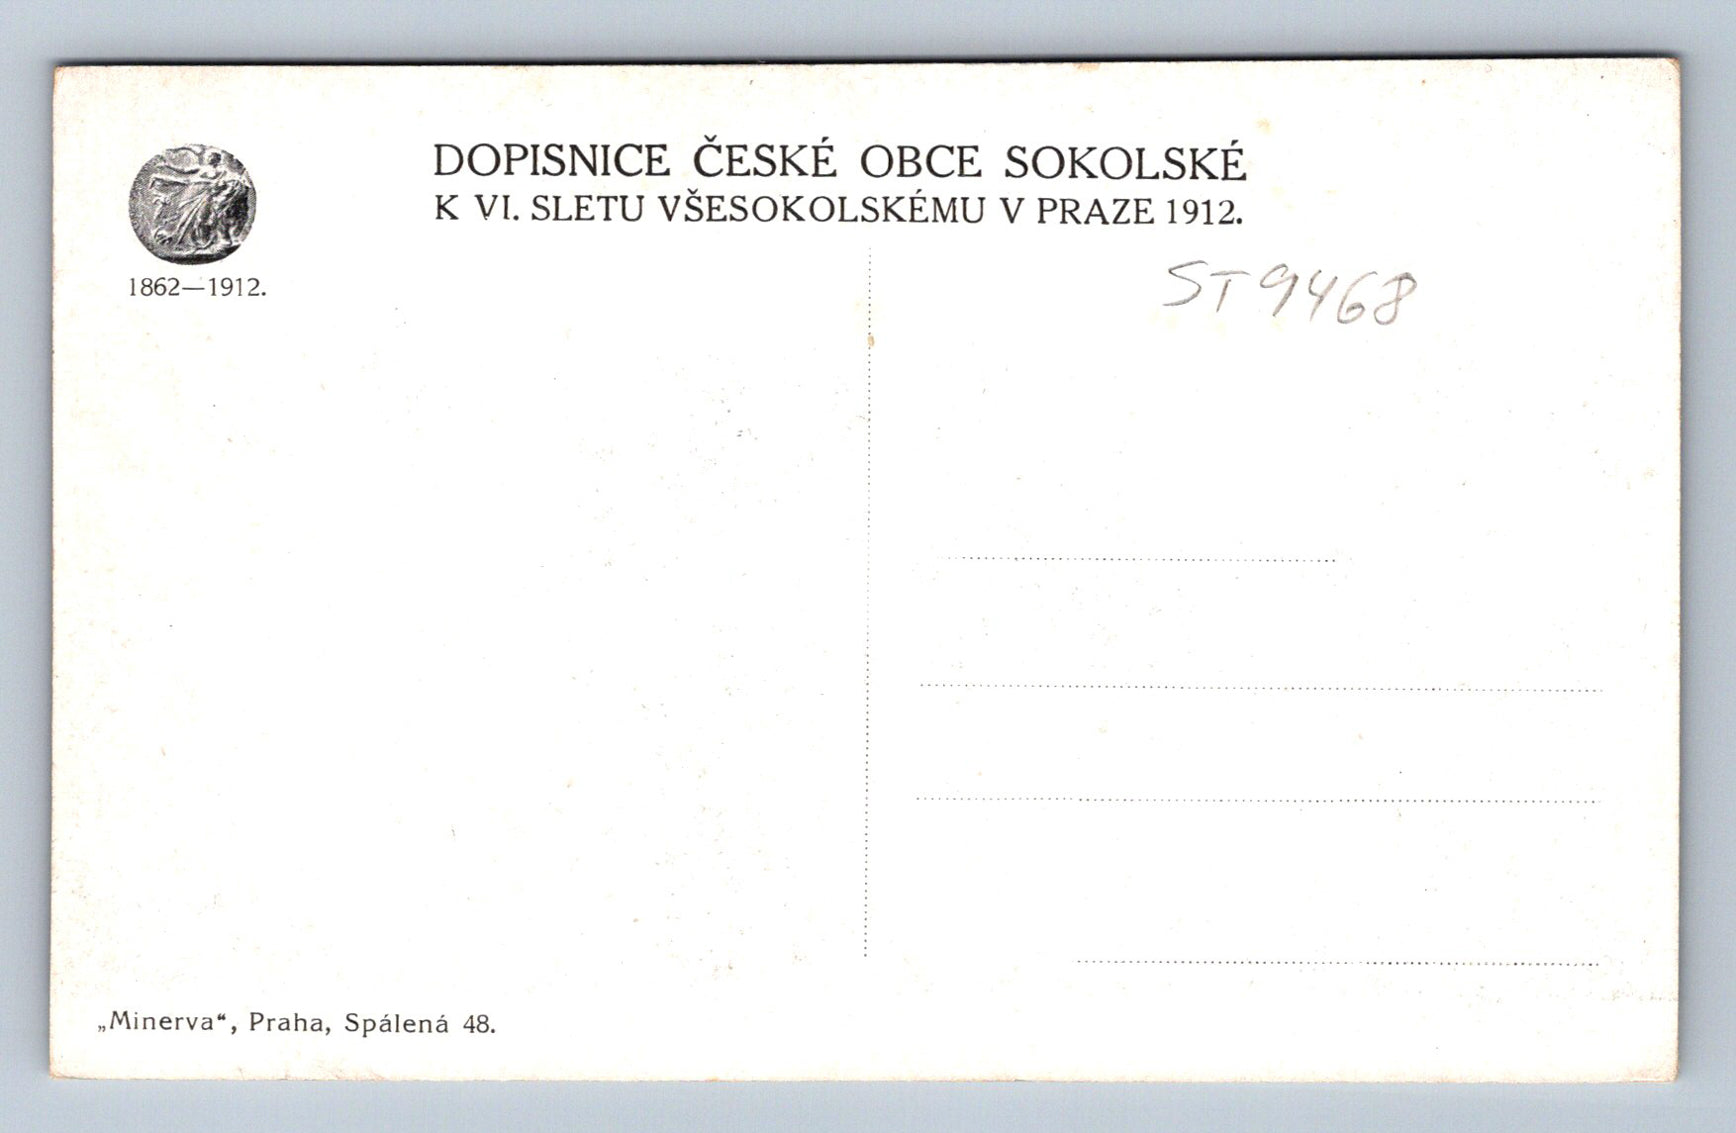 DOPISNICE ČESKÉ OBCE SOKOLSKÉ
K VI. SLETU VŠESOKOLSKÉMU V PRAZE 1912.
1862—1912.
ST9468
„Minerva“, Praha, Spálená 48.